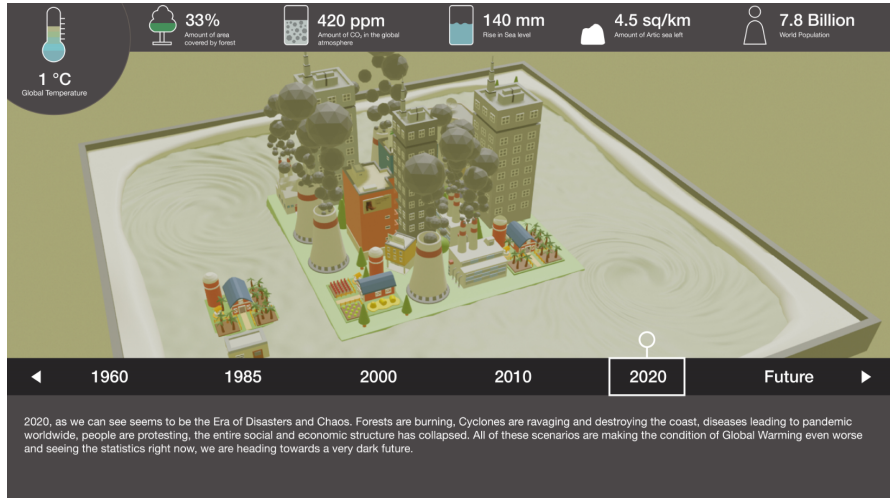 33%
Amount of area
covered by forest
420 ppm
Amount of CO₂ in the global
atmosphere
140 mm
Rise in Sea level
4.5 sq/km
Amount of Artic sea left
7.8 Billion
World Population
1 °C
Global Temperature
1960
1985
2000
2010
2020
Future
2020, as we can see seems to be the Era of Disasters and Chaos. Forests are burning, Cyclones are ravaging and destroying the coast, diseases leading to pandemic
worldwide, people are protesting, the entire social and economic structure has collapsed. All of these scenarios are making the condition of Global Warming even worse
and seeing the statistics right now, we are heading towards a very dark future.